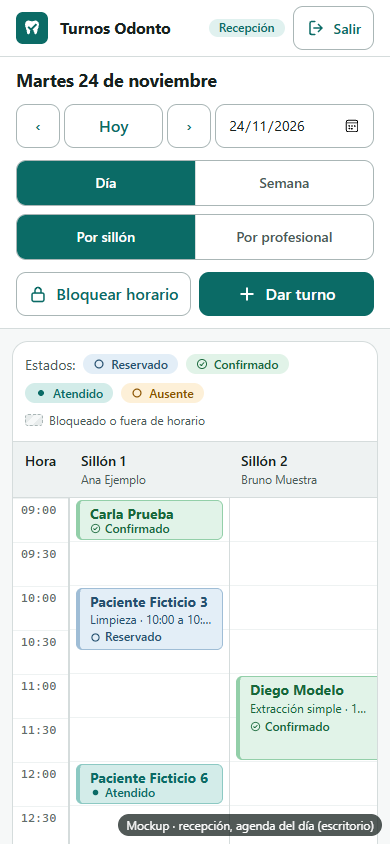 Turnos Odonto
Recepción
Salir
Martes 24 de noviembre
‹
Hoy
›
24/11/2026
Día
Semana
Por sillón
Por profesional
Bloquear horario
+ Dar turno
Estados:
Reservado
Confirmado
Atendido
Ausente
Bloqueado o fuera de horario
Hora
Sillón 1
Ana Ejemplo
Sillón 2
Bruno Muestra
09:00
Carla Prueba
Confirmado
09:30
10:00
Paciente Ficticio 3
Limpieza · 10:00 a 10:...
Reservado
10:30
11:00
Diego Modelo
Extracción simple · 1...
Confirmado
11:30
12:00
Paciente Ficticio 6
Atendido
12:30
Mockup · recepción, agenda del día (escritorio)